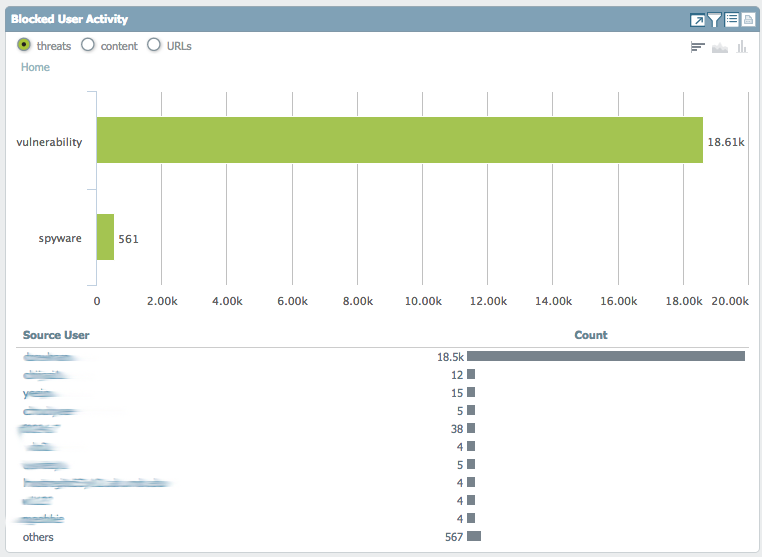 Blocked User Activity
threats content URLs
Home
vulnerability 18.61k
spyware 561
0 2.00k 4.00k 6.00k 8.00k 10.00k 12.00k 14.00k 16.00k 18.00k 20.00k
Source User Count
18.5k
12
15
5
38
4
5
4
4
4
others 567